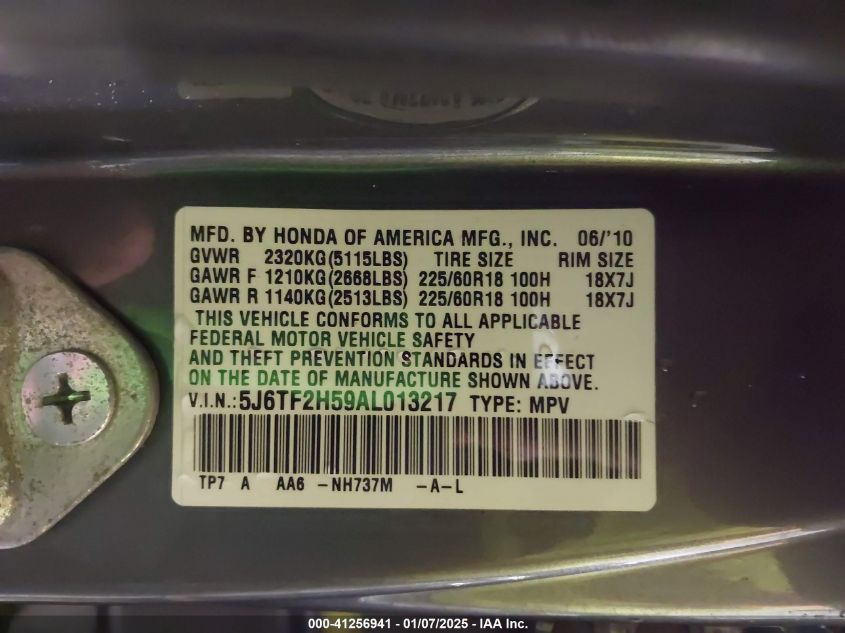 MFD. BY HONDA OF AMERICA MFG., INC. 06/'10
GVWR 2320KG(5115LBS) TIRE SIZE RIM SIZE
GAWR F 1210KG(2668LBS) 225/60R18 100H 18X7J
GAWR R 1140KG(2513LBS) 225/60R18 100H 18X7J
THIS VEHICLE CONFORMS TO ALL APPLICABLE
FEDERAL MOTOR VEHICLE SAFETY
AND THEFT PREVENTION STANDARDS IN EFFECT
ON THE DATE OF MANUFACTURE SHOWN ABOVE.
V.I.N.:5J6TF2H59AL013217 TYPE: MPV
TP7 A AA6 -NH737M -A-L
000-41256941 - 01/07/2025 - IAA Inc.